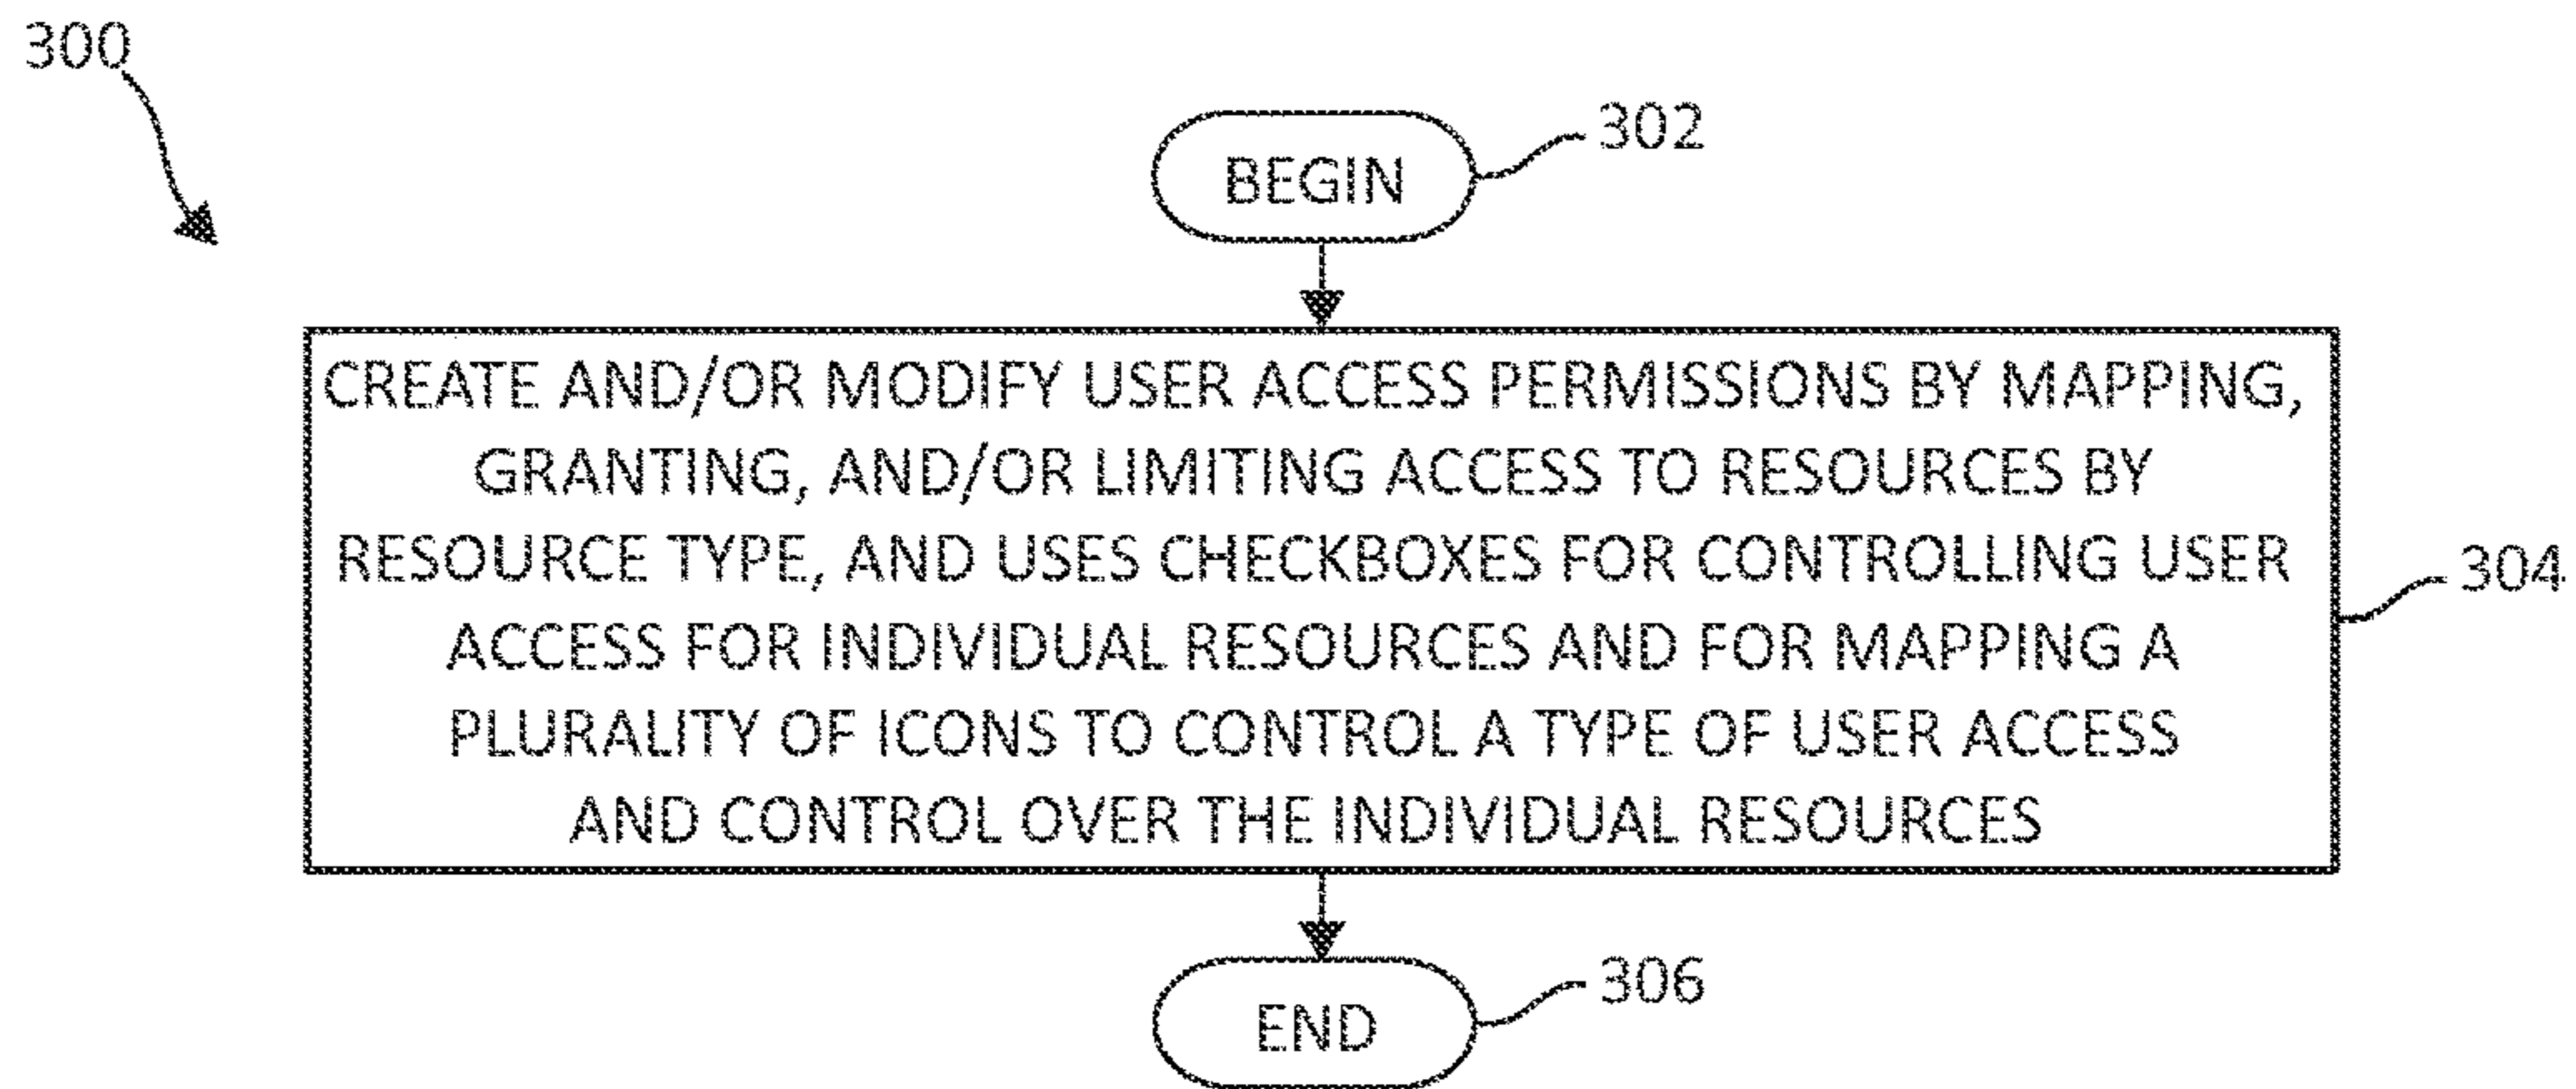 300
302
BEGIN
CREATE AND/OR MODIFY USER ACCESS PERMISSIONS BY MAPPING,
GRANTING, AND/OR LIMITING ACCESS TO RESOURCES BY
RESOURCE TYPE, AND USES CHECKBOXES FOR CONTROLLING USER
ACCESS FOR INDIVIDUAL RESOURCES AND FOR MAPPING A
PLURALITY OF ICONS TO CONTROL A TYPE OF USER ACCESS
AND CONTROL OVER THE INDIVIDUAL RESOURCES
304
306
END